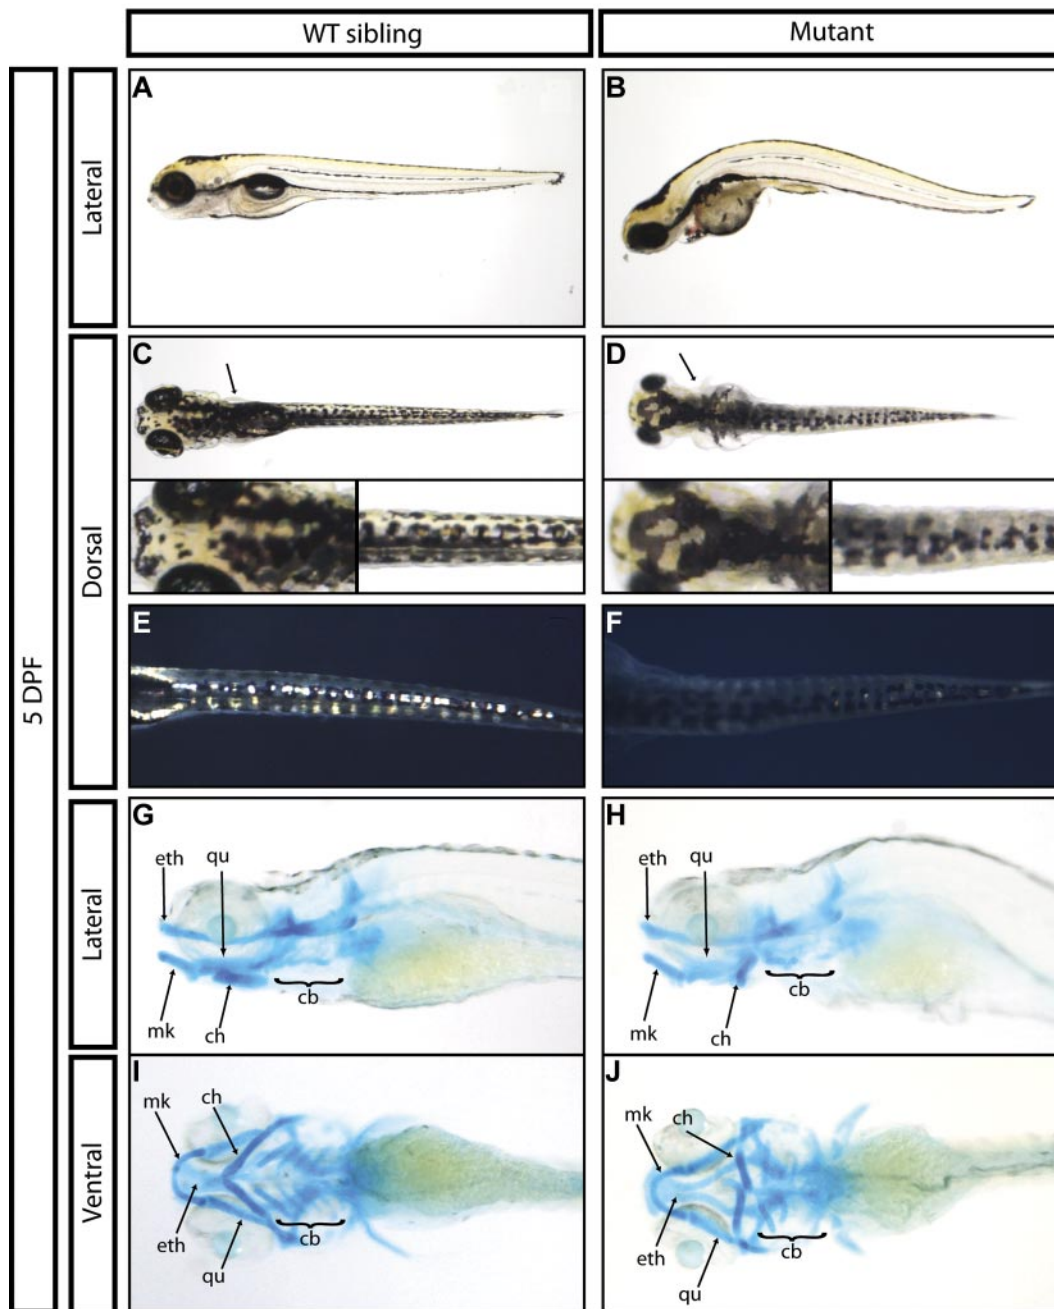 WT sibling
Mutant
5 DPF
Lateral
A
B
Dorsal
C
D
E
F
Lateral
G
eth
qu
mk
ch
cb
H
eth
qu
mk
ch
cb
Ventral
I
mk
ch
eth
qu
cb
J
mk
ch
eth
qu
cb